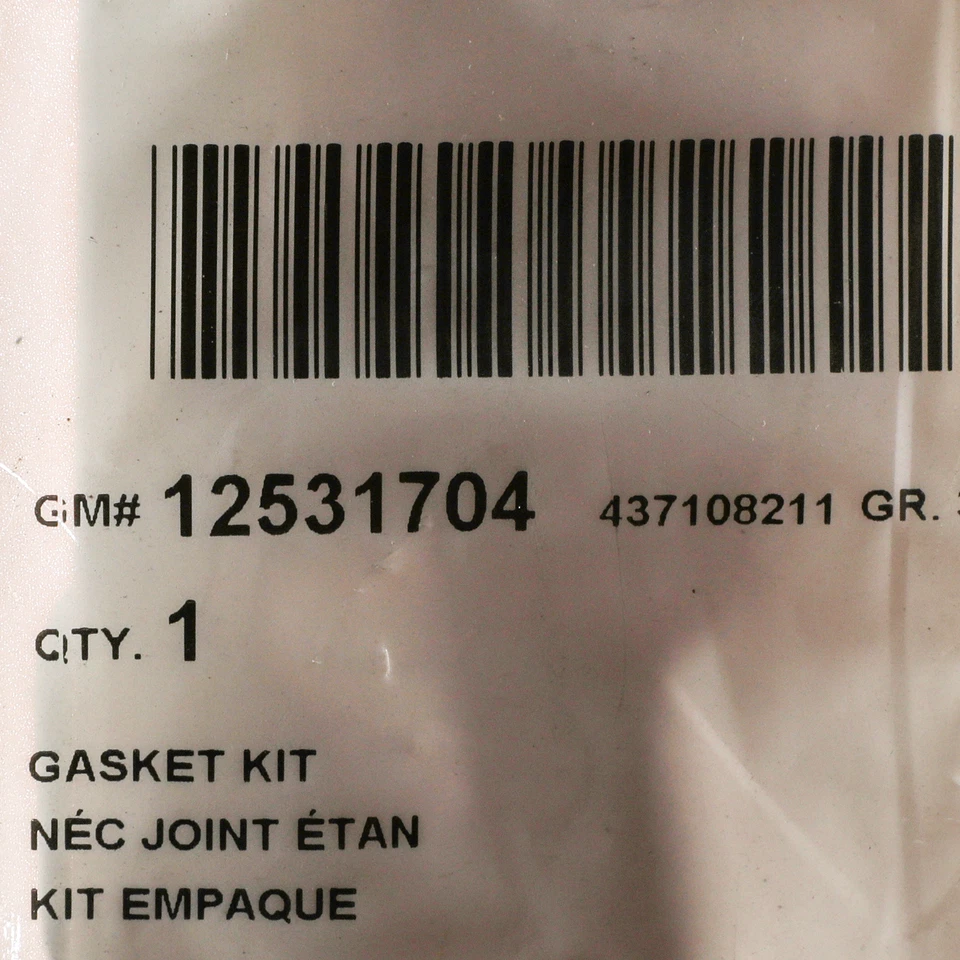 GM# 12531704 437108211 GR.
QTY. 1
GASKET KIT
NÉC JOINT ÉTAN
KIT EMPAQUE